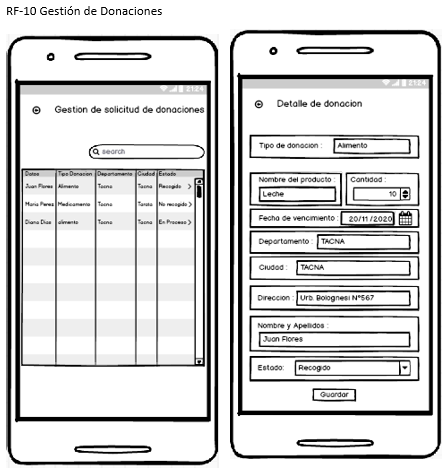 RF-10 Gestión de Donaciones
Gestion de solicitud de donaciones
search
Datos Tipo Donacion Departamento Ciudad Estado
Juan Flores Alimento Tacna Tacna Recogido >
Maria Perez Medicamento Tacna Tarata No recogido >
Diana Diaz alimento Tacna Tacna En Proceso >
Detalle de donacion
Tipo de donacion : Alimento
Nombre del producto : Cantidad :
Leche 10
Fecha de vencimiento : 20/11/2020
Departamento : TACNA
Ciudad : TACNA
Direccion : Urb. Bolognesi N°567
Nombre y Apellidos :
Juan Flores
Estado: Recogido
Guardar